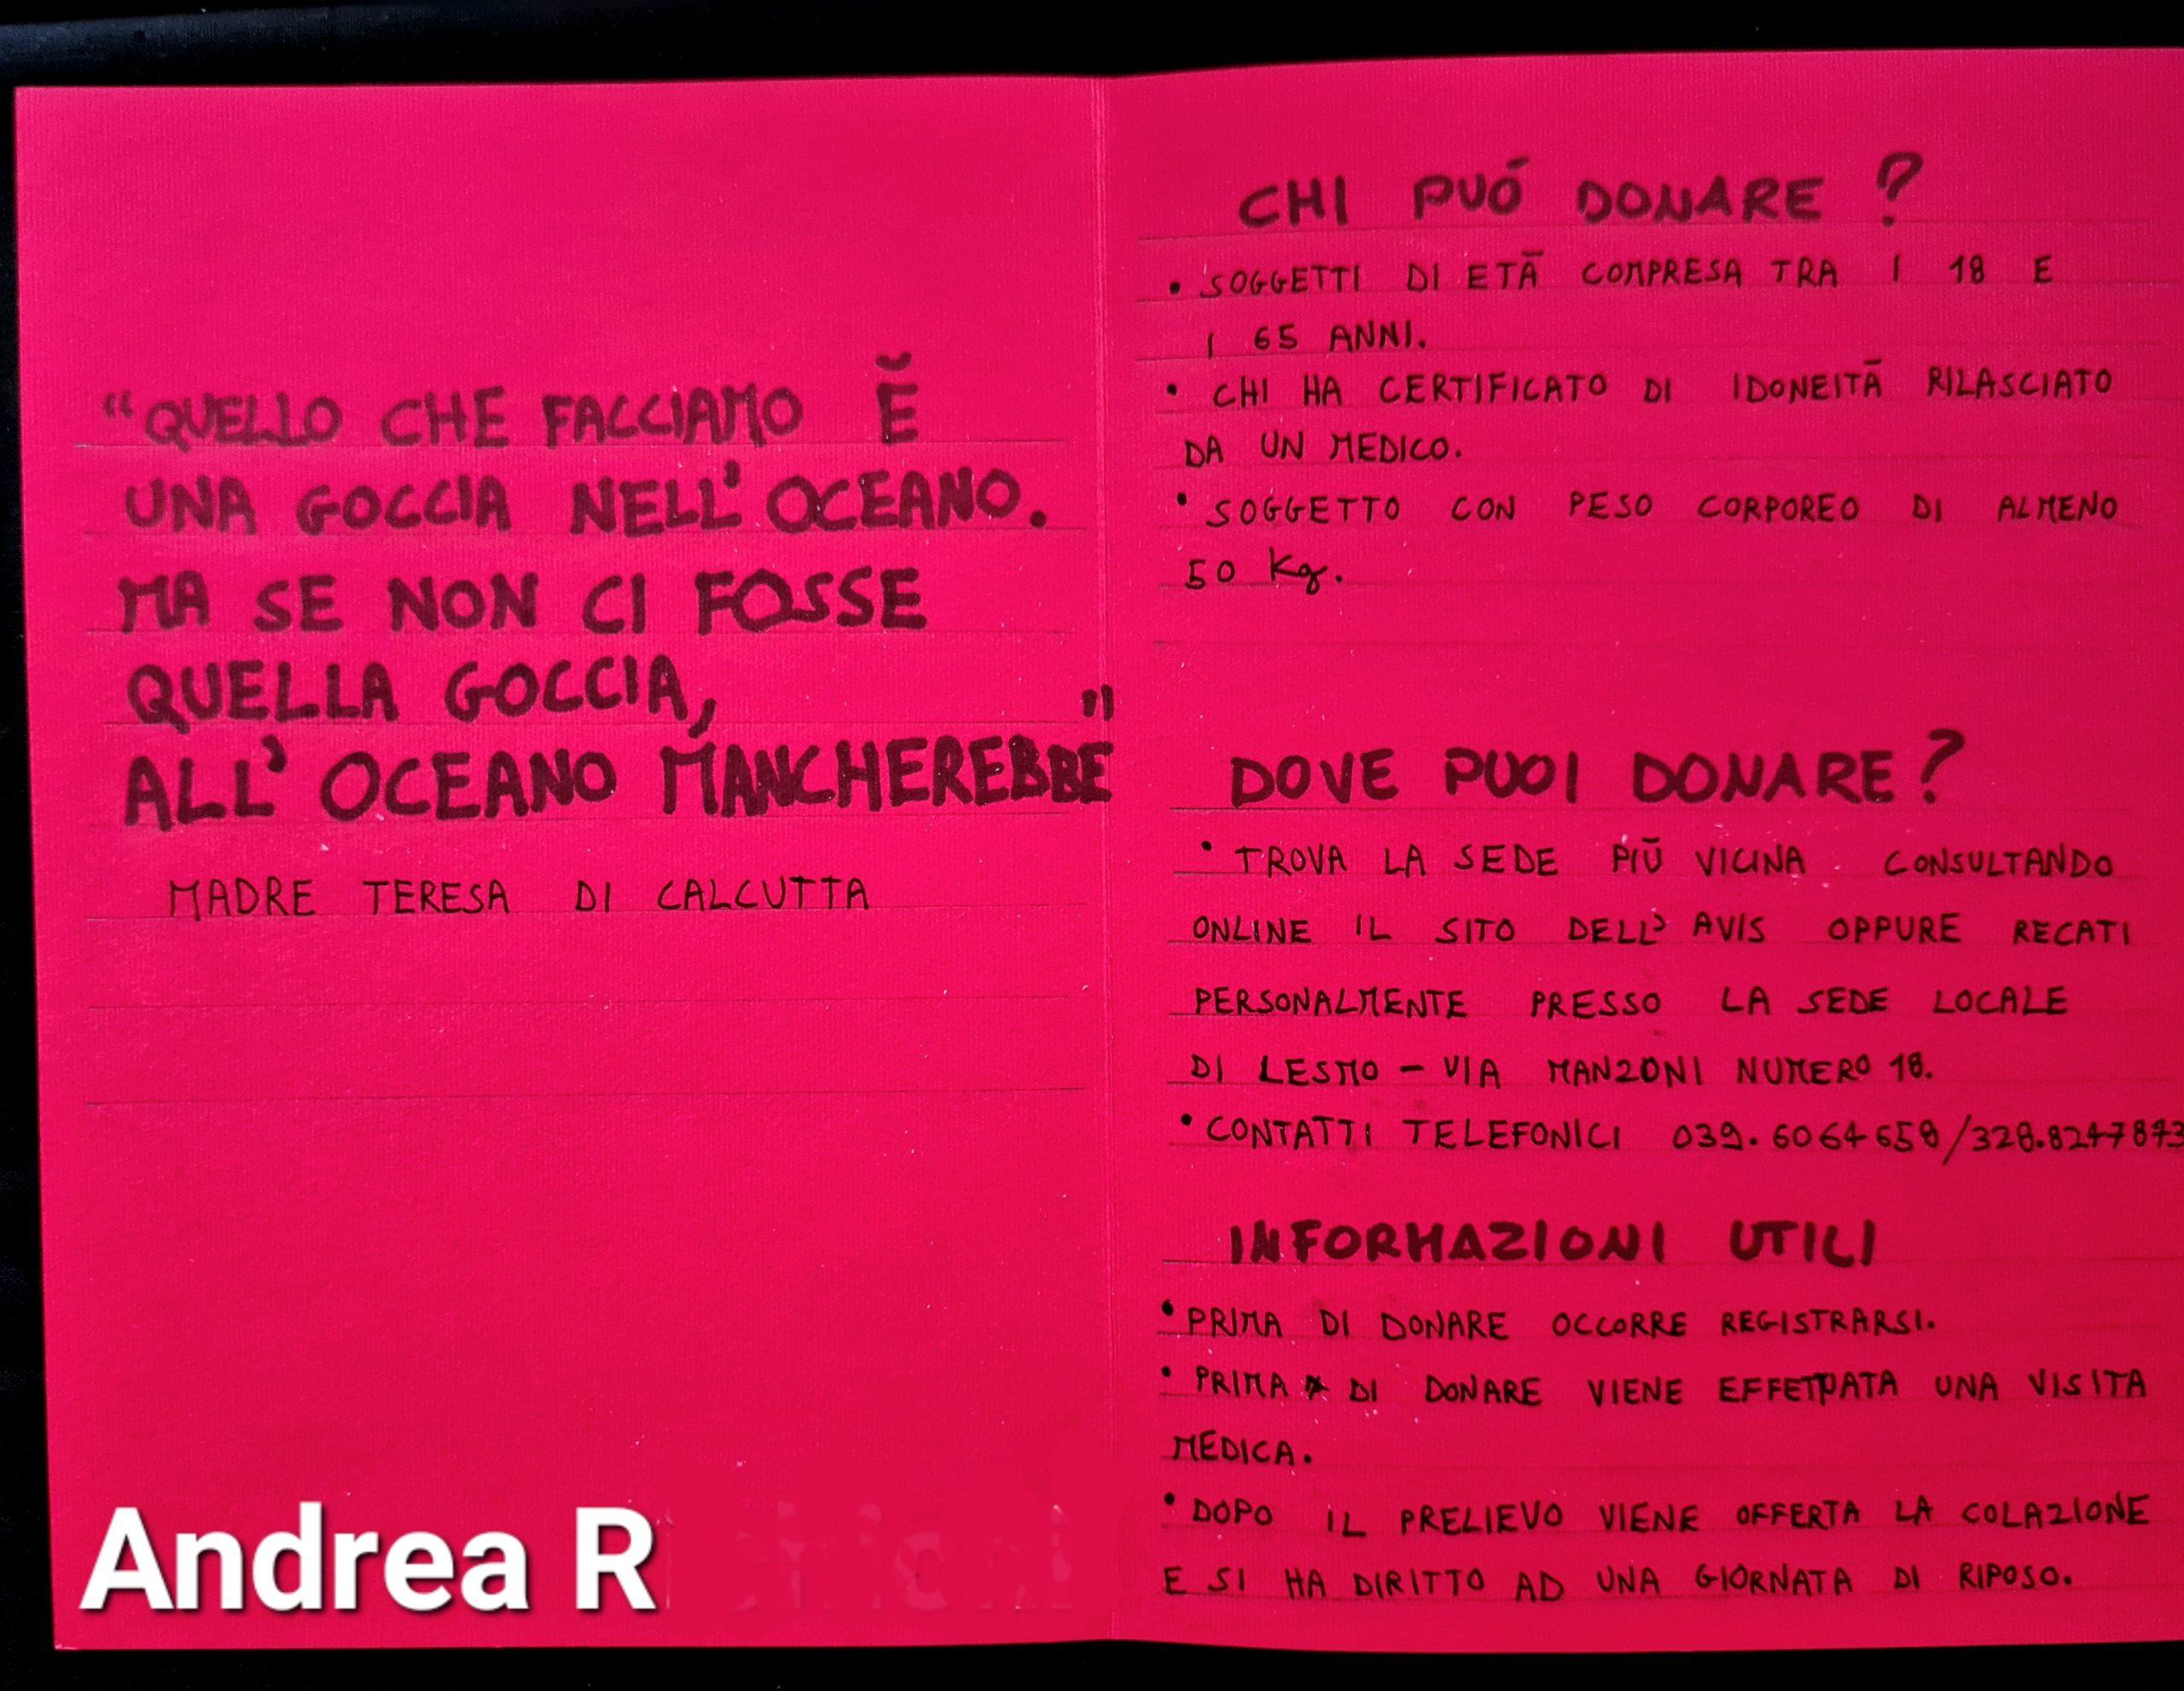 “QUELLO CHE FACCIAMO È
UNA GOCCIA NELL'OCEANO.
MA SE NON CI FOSSE
QUELLA GOCCIA,
ALL'OCEANO MANCHEREBBE”
MADRE TERESA DI CALCUTTA
Andrea R
CHI PUÓ DONARE?
• SOGGETTI DI ETÀ COMPRESA TRA I 18 E
I 65 ANNI.
• CHI HA CERTIFICATO DI IDONEITÀ RILASCIATO
DA UN MEDICO.
• SOGGETTO CON PESO CORPOREO DI ALMENO
50 Kg.
DOVE PUOI DONARE?
• TROVA LA SEDE PIÙ VICINA CONSULTANDO
ONLINE IL SITO DELL'AVIS OPPURE RECATI
PERSONALMENTE PRESSO LA SEDE LOCALE
DI LESMO - VIA MANZONI NUMERO 18.
• CONTATTI TELEFONICI 039.6064658/328.8247843
INFORMAZIONI UTILI
• PRIMA DI DONARE OCCORRE REGISTRARSI.
• PRIMA DI DONARE VIENE EFFETTUATA UNA VISITA
MEDICA.
• DOPO IL PRELIEVO VIENE OFFERTA LA COLAZIONE
E SI HA DIRITTO AD UNA GIORNATA DI RIPOSO.